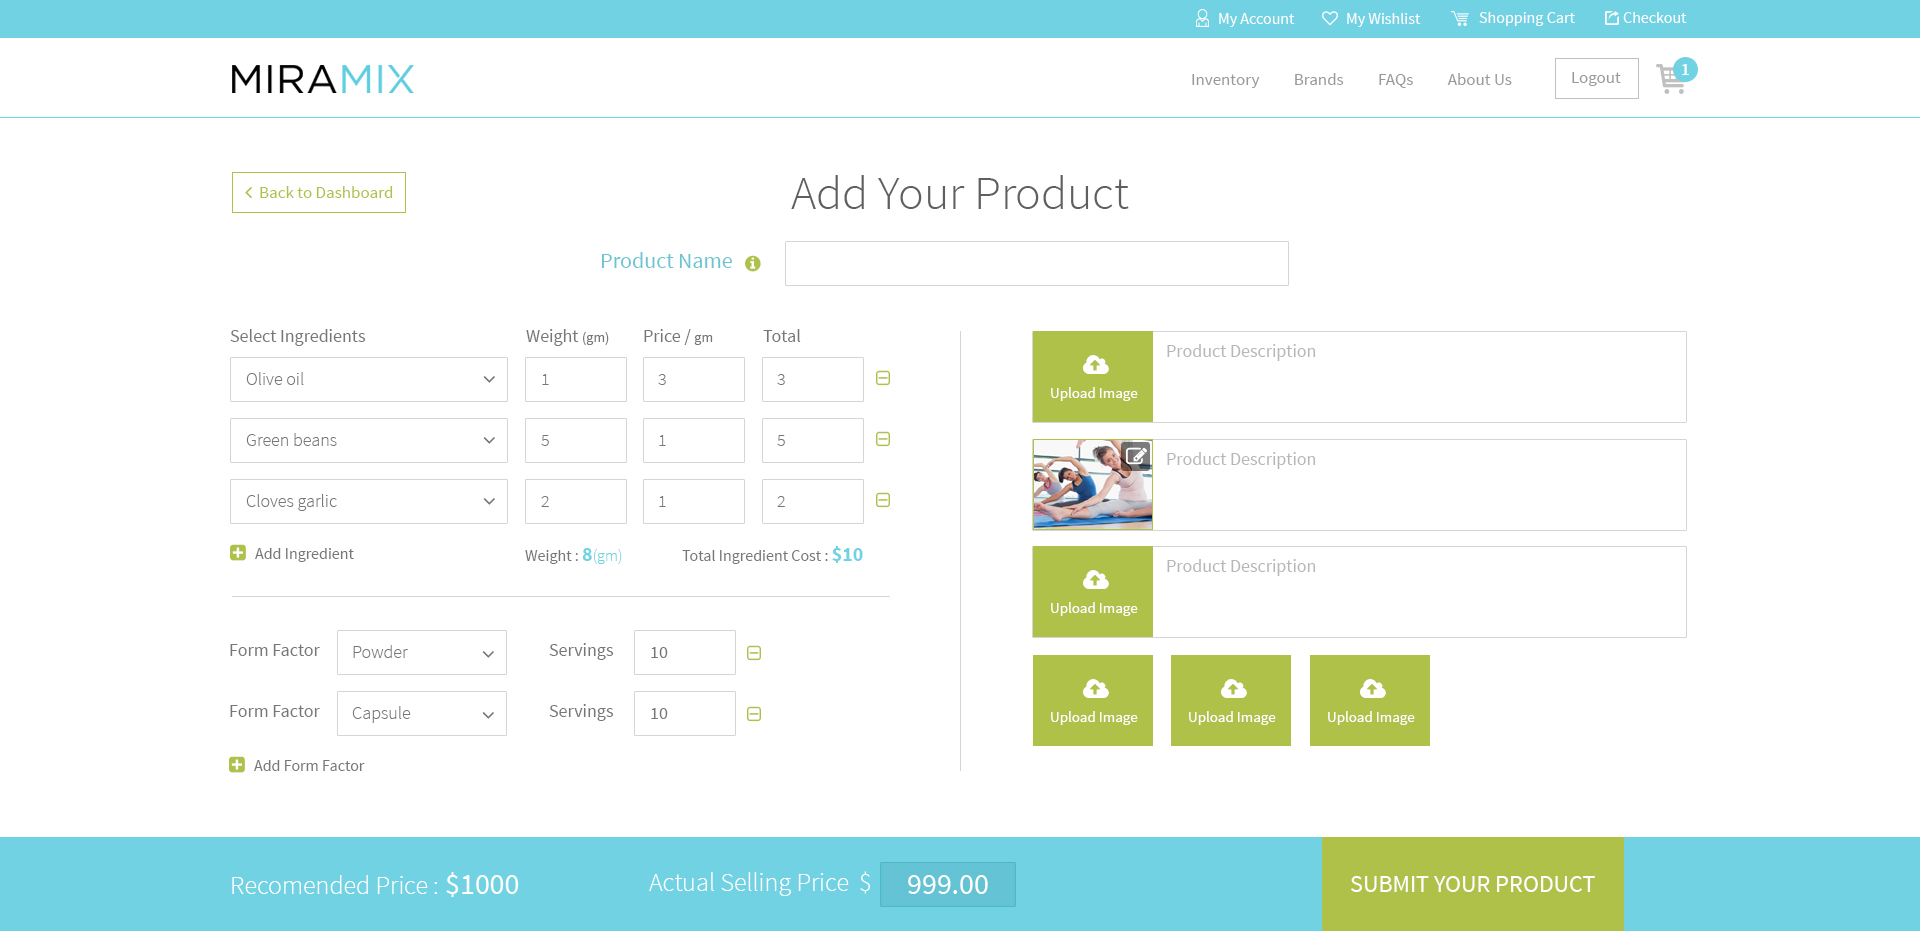 My Account My Wishlist Shopping Cart Checkout
MIRAMIX Inventory Brands FAQs About Us Logout 1
Back to Dashboard
Add Your Product
Product Name
Select Ingredients Weight (gm) Price / gm Total
Olive oil 1 3 3
Green beans 5 1 5
Cloves garlic 2 1 2
Add Ingredient Weight : 8(gm) Total Ingredient Cost : $10
Form Factor Powder Servings 10
Form Factor Capsule Servings 10
Add Form Factor
Product Description
Upload Image
Product Description
Product Description
Upload Image
Upload Image Upload Image Upload Image
Recomended Price : $1000 Actual Selling Price $ 999.00 SUBMIT YOUR PRODUCT